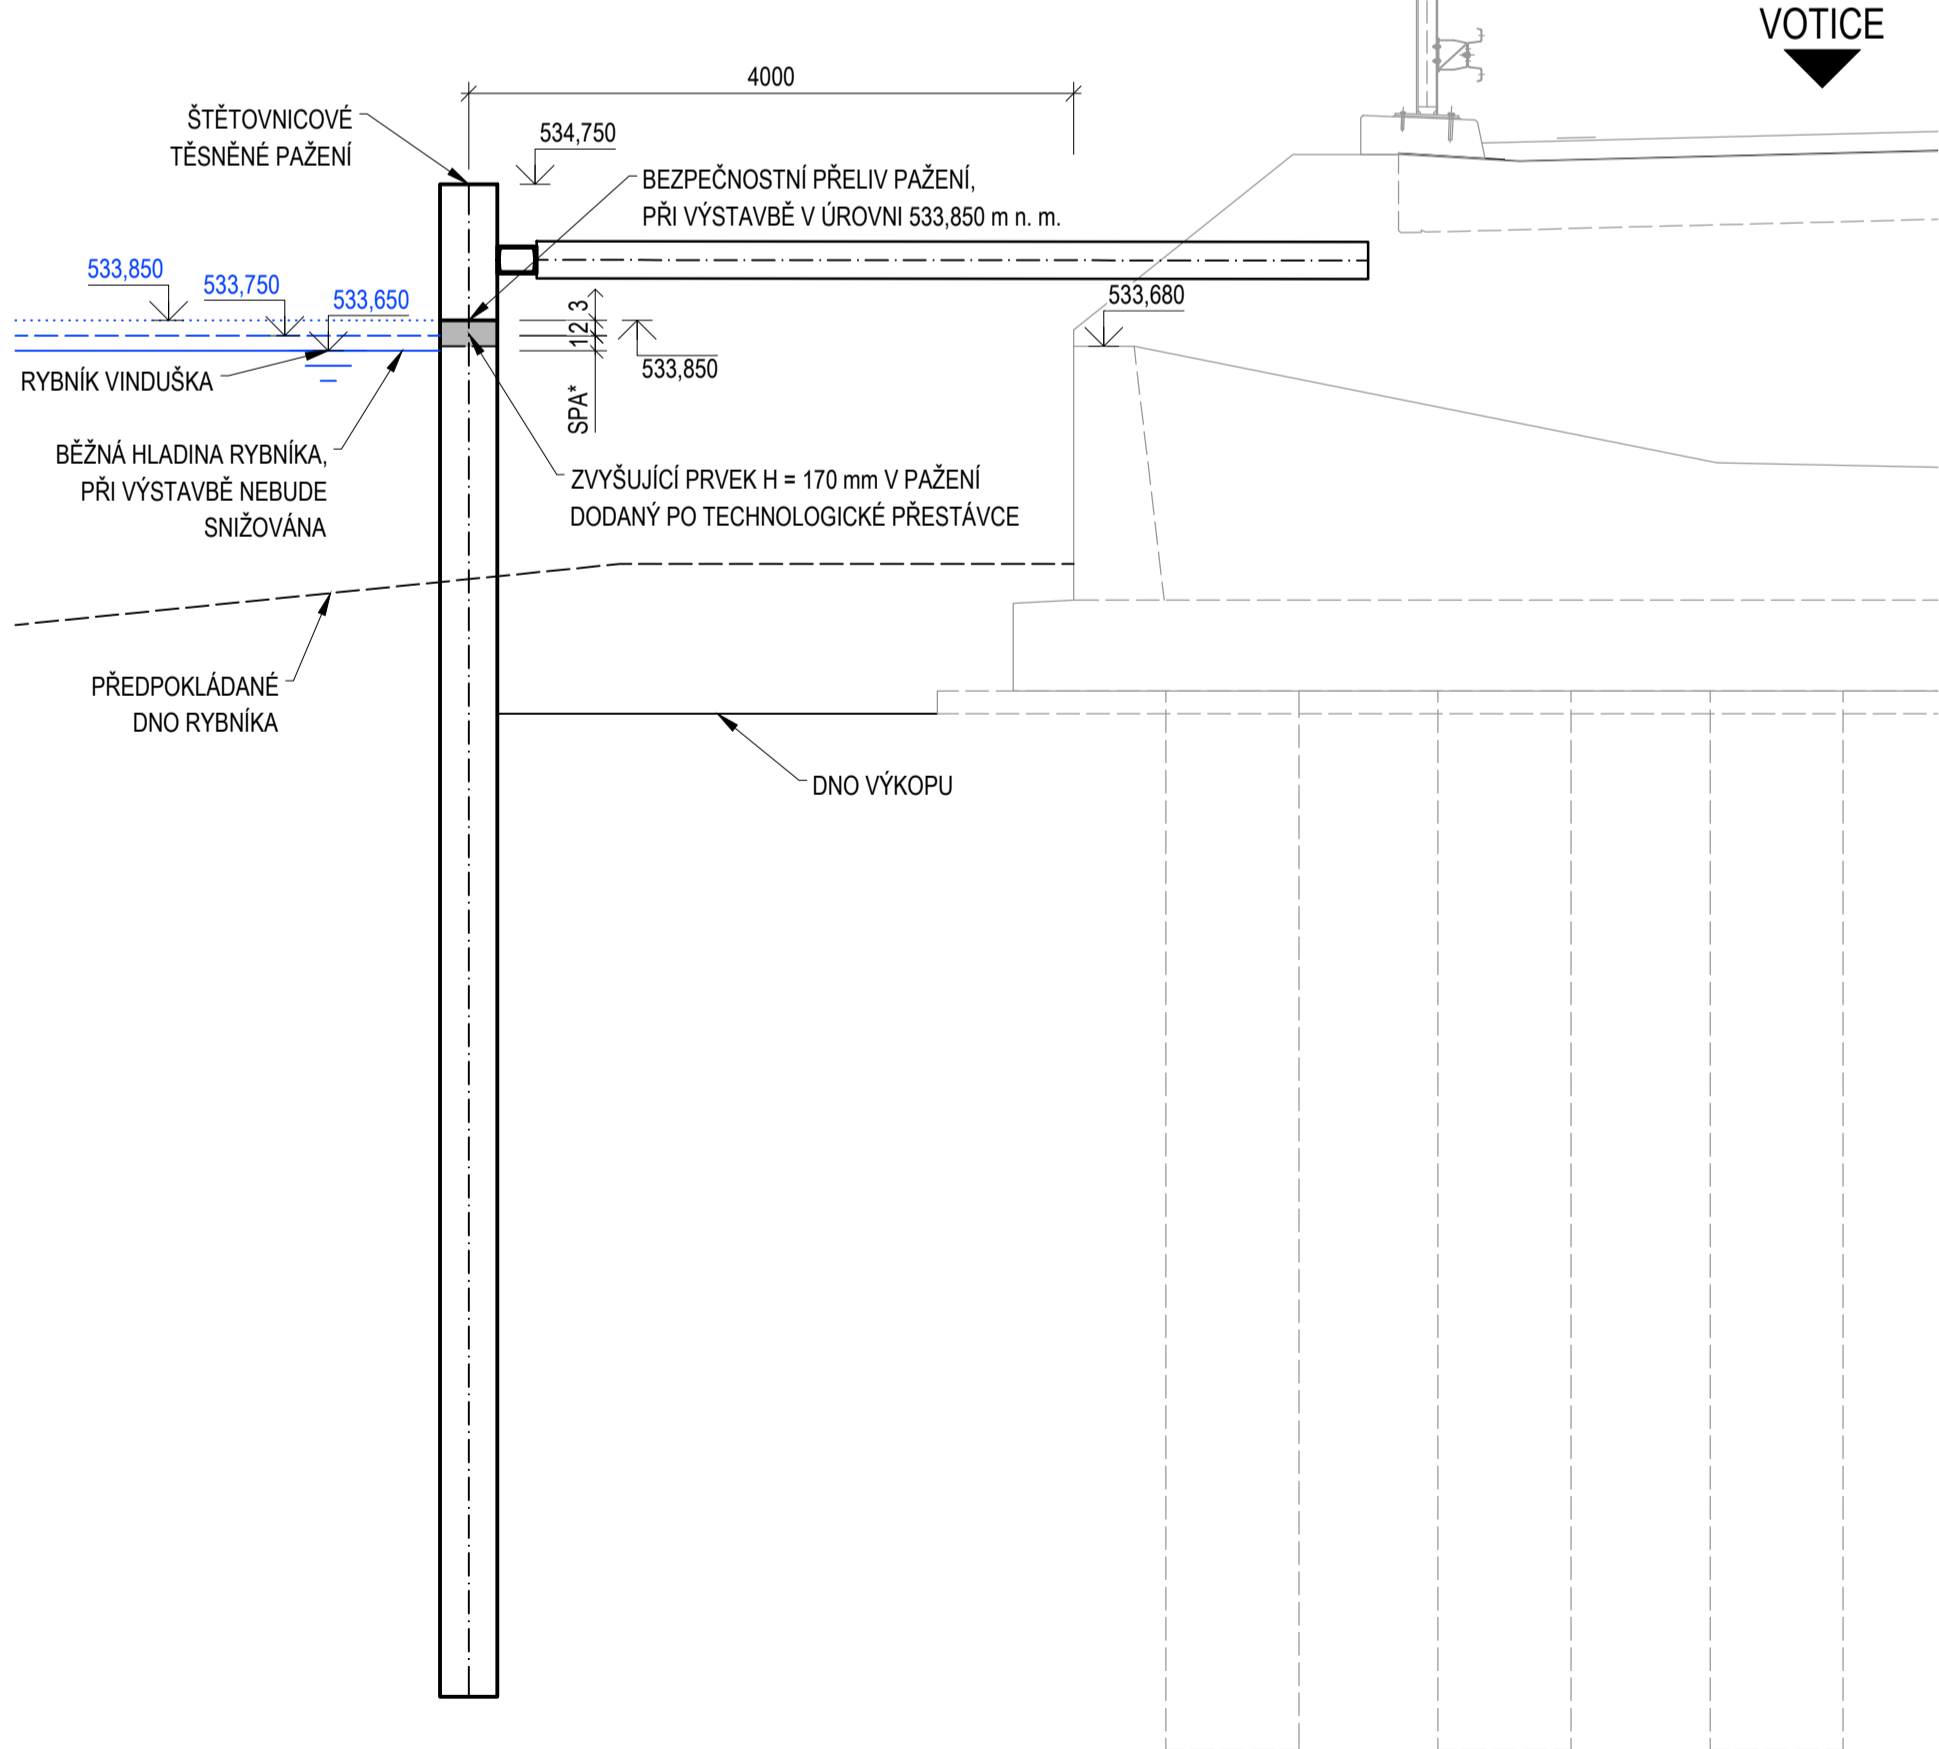 VOTICE
4000
ŠTĚTOVNICOVÉ
TĚSNĚNÉ PAŽENÍ
534,750
BEZPEČNOSTNÍ PŘELIV PAŽENÍ,
PŘI VÝSTAVBĚ V ÚROVNI 533,850 m n. m.
533,850
533,750
533,650
533,680
3
2
1
533,850
SPA*
RYBNÍK VINDUŠKA
BĚŽNÁ HLADINA RYBNÍKA,
PŘI VÝSTAVBĚ NEBUDE
SNIŽOVÁNA
ZVYŠUJÍCÍ PRVEK H = 170 mm V PAŽENÍ
DODANÝ PO TECHNOLOGICKÉ PŘESTÁVCE
PŘEDPOKLÁDANÉ
DNO RYBNÍKA
DNO VÝKOPU